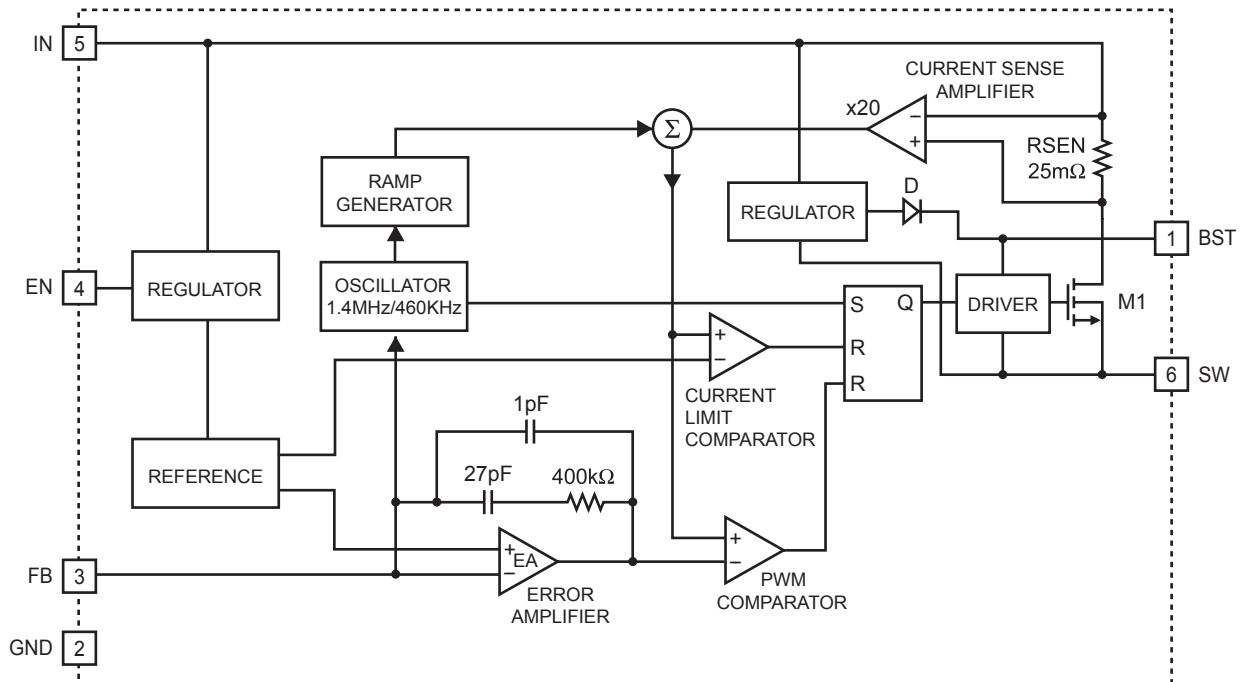 IN 5
CURRENT SENSE
AMPLIFIER
x20
Σ
−
+
RSEN
25mΩ
RAMP
GENERATOR
D
REGULATOR
1 BST
EN 4
REGULATOR
OSCILLATOR
1.4MHz/460KHz
S Q
DRIVER
M1
+
−
R
R
6 SW
CURRENT
LIMIT
COMPARATOR
1pF
REFERENCE
27pF
400kΩ
+
EA
−
+
−
FB 3
ERROR
AMPLIFIER
PWM
COMPARATOR
GND 2